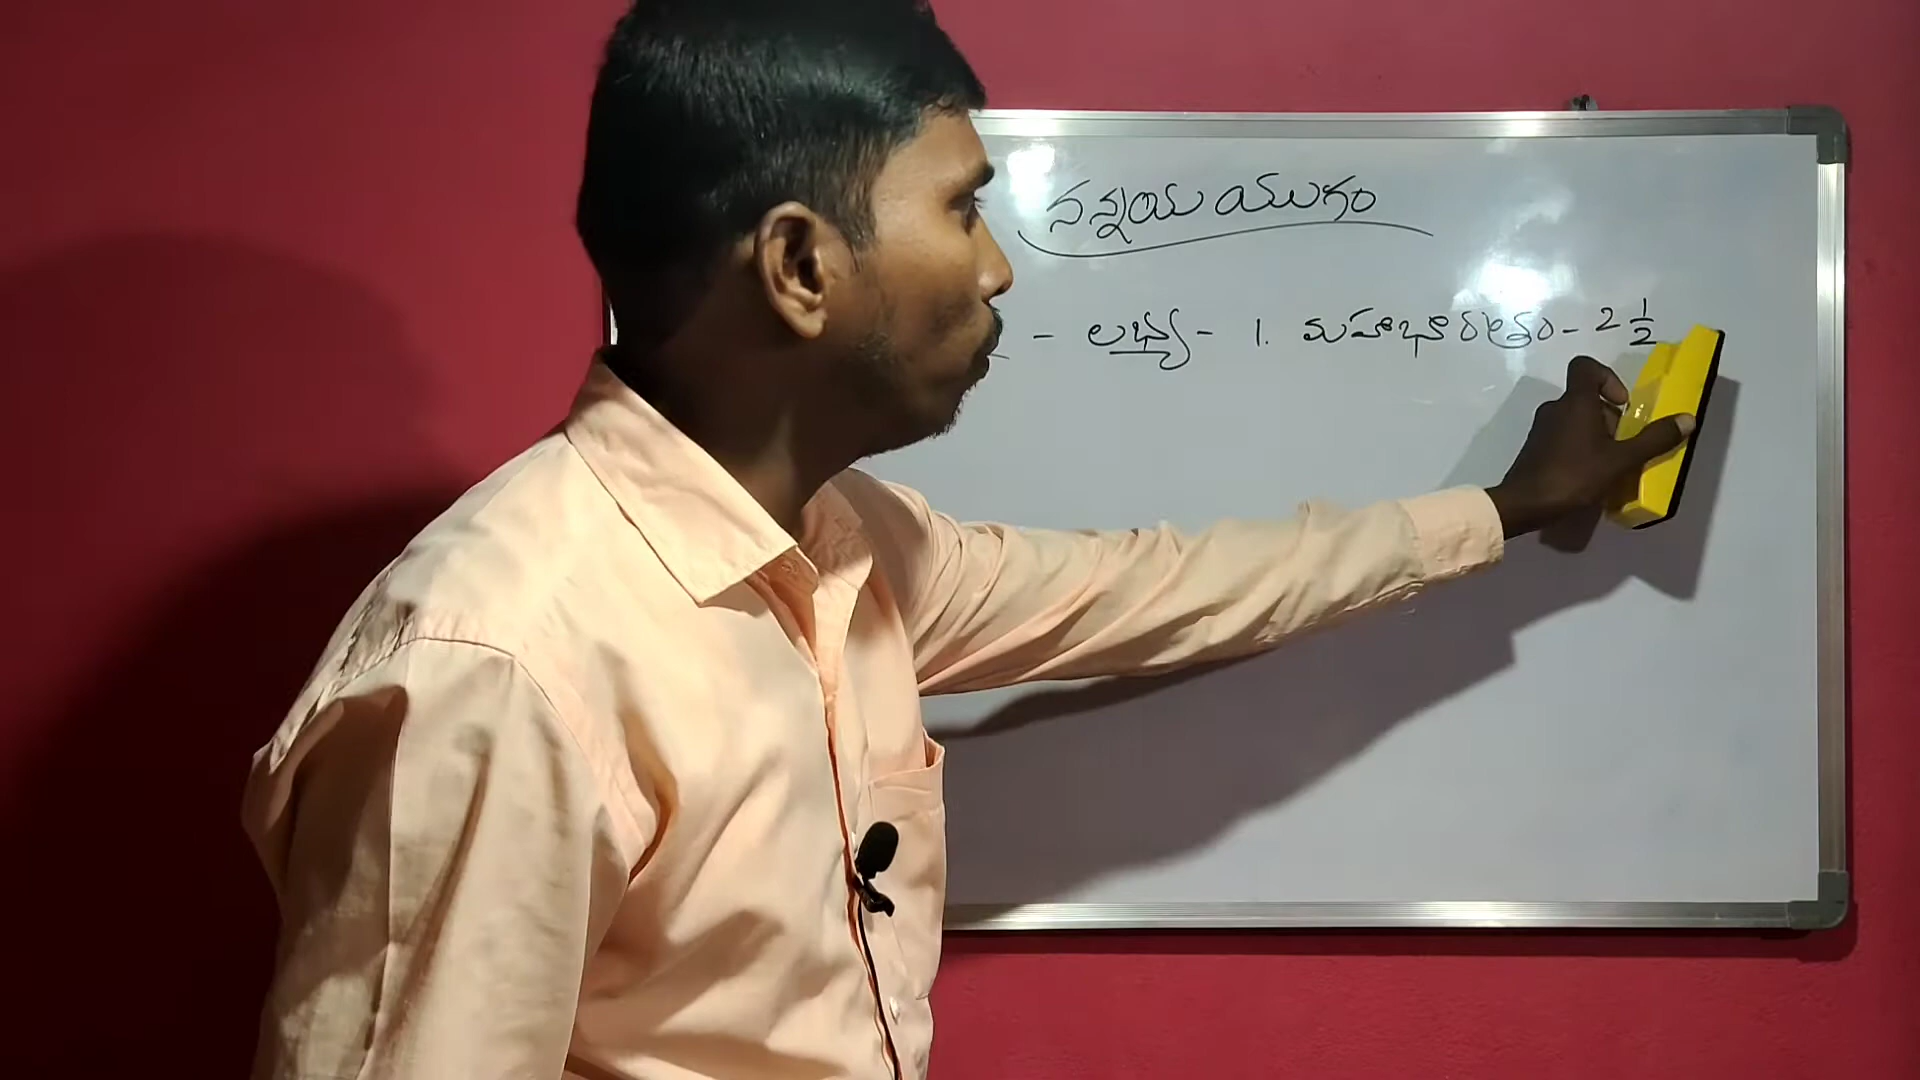 నన్నయ యుగం
- లభ్య - 1. మహాభారతం - 2 1/2